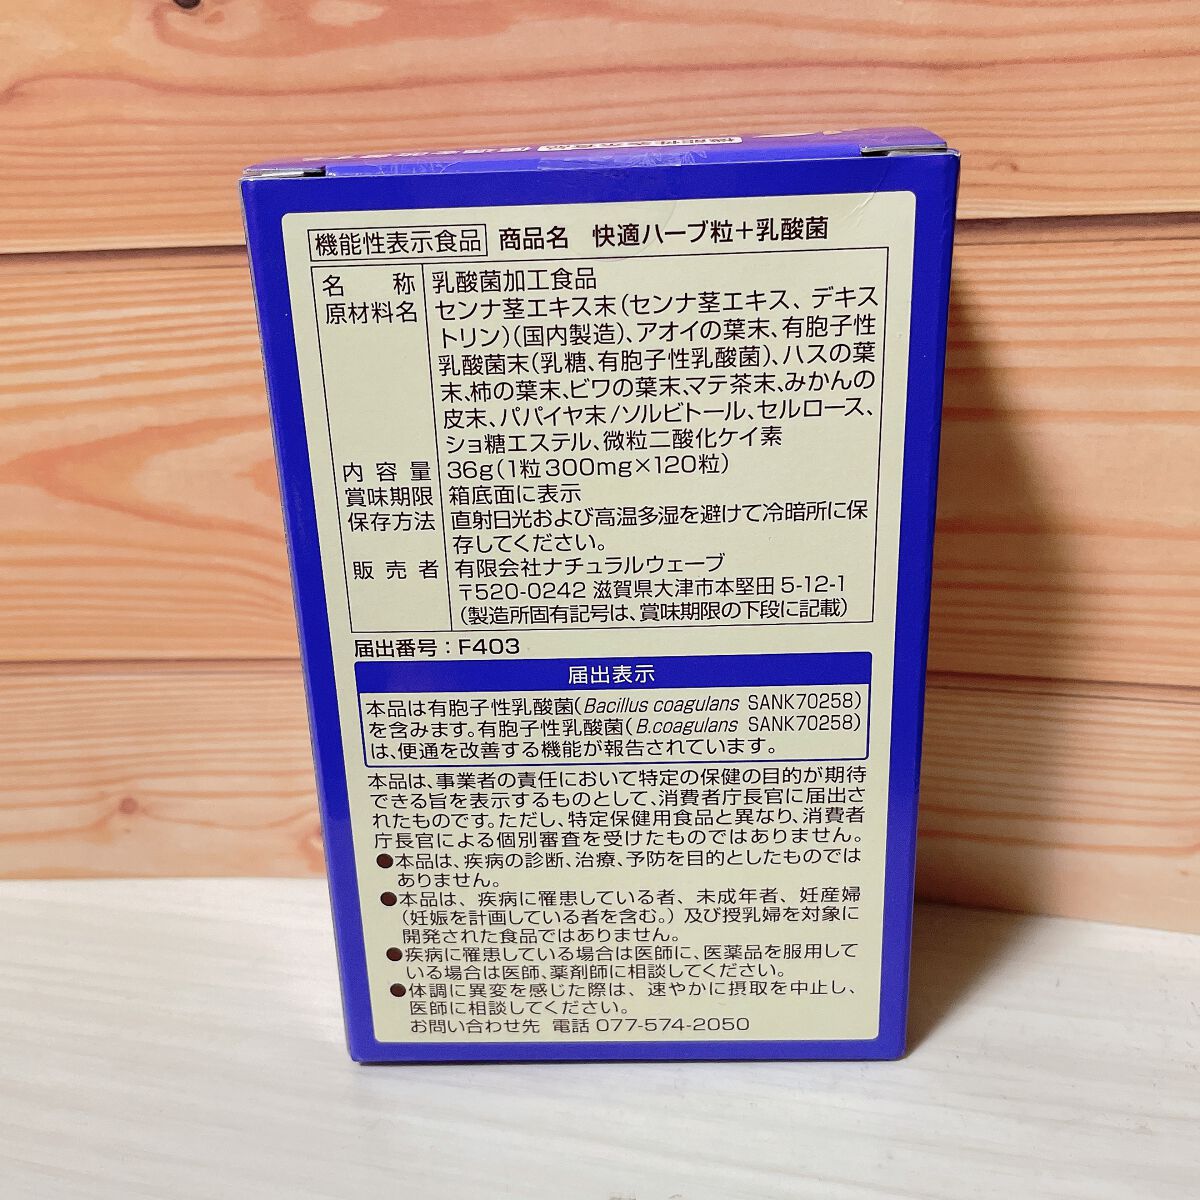 機能性表示食品 商品名 快適ハーブ粒+乳酸菌
名称 乳酸菌加工食品
原材料名 センナ茎エキス末(センナ茎エキス、デキス
トリン)(国内製造)、アオイの葉末、有胞子性
乳酸菌末(乳糖、有胞子性乳酸菌)、ハスの葉
末、柿の葉末、ビワの葉末、マテ茶末、みかんの
皮末、パパイヤ末/ソルビトール、セルロース、
ショ糖エステル、微粒二酸化ケイ素
内容量 36g(1粒300mg×120粒)
賞味期限 箱底面に表示
保存方法 直射日光および高温多湿を避けて冷暗所に保
存してください。
販売者 有限会社ナチュラルウェーブ
〒520-0242 滋賀県大津市本堅田5-12-1
(製造所固有記号は、賞味期限の下段に記載)
届出番号:F403
届出表示
本品は有胞子性乳酸菌(Bacillus coagulans SANK70258)
を含みます。有胞子性乳酸菌(B.coagulans SANK70258)
は、便通を改善する機能が報告されています。
本品は、事業者の責任において特定の保健の目的が期待
できる旨を表示するものとして、消費者庁長官に届出さ
れたものです。ただし、特定保健用食品と異なり、消費者
庁長官による個別審査を受けたものではありません。
●本品は、疾病の診断、治療、予防を目的としたものでは
ありません。
●本品は、疾病に罹患している者、未成年者、妊産婦
(妊娠を計画している者を含む。)及び授乳婦を対象に
開発された食品ではありません。
●疾病に罹患している場合は医師に、医薬品を服用して
いる場合は医師、薬剤師に相談してください。
●体調に異変を感じた際は、速やかに摂取を中止し、
医師に相談してください。
お問い合わせ先 電話 077-574-2050